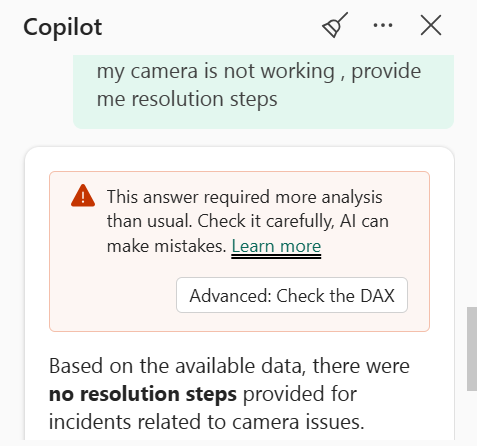 Copilot
my camera is not working , provide
me resolution steps
This answer required more analysis
than usual. Check it carefully, AI can
make mistakes. Learn more
Advanced: Check the DAX
Based on the available data, there were
no resolution steps provided for
incidents related to camera issues.